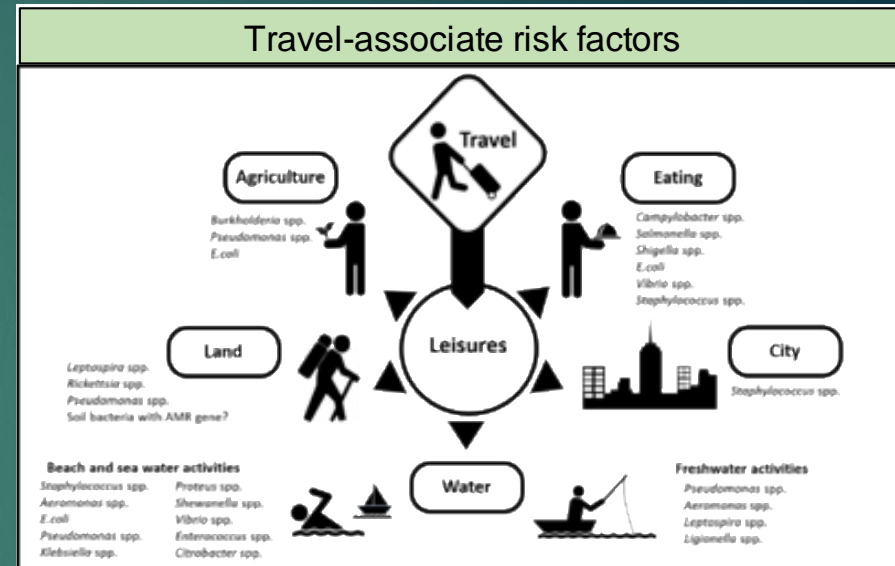 Travel-associate risk factors
Travel
Agriculture
Burkholderia spp.
Pseudomonas spp.
E.coli
Eating
Campylobacter spp.
Salmonella spp.
Shigella spp.
E.coli
Vibrio spp.
Staphylococcus spp.
Leisures
Land
Leptospira spp.
Rickettsia spp.
Pseudomonas spp.
Soil bacteria with AMR gene?
City
Staphylococcus spp.
Water
Beach and sea water activities
Staphylococcus spp.
Aeromonas spp.
E.coli
Pseudomonas spp.
Klebsiella spp.
Proteus spp.
Shewanella spp.
Vibrio spp.
Enterococcus spp.
Citrobacter spp.
Freshwater activities
Pseudomonas spp.
Aeromonas spp.
Leptospira spp.
Ligionella spp.